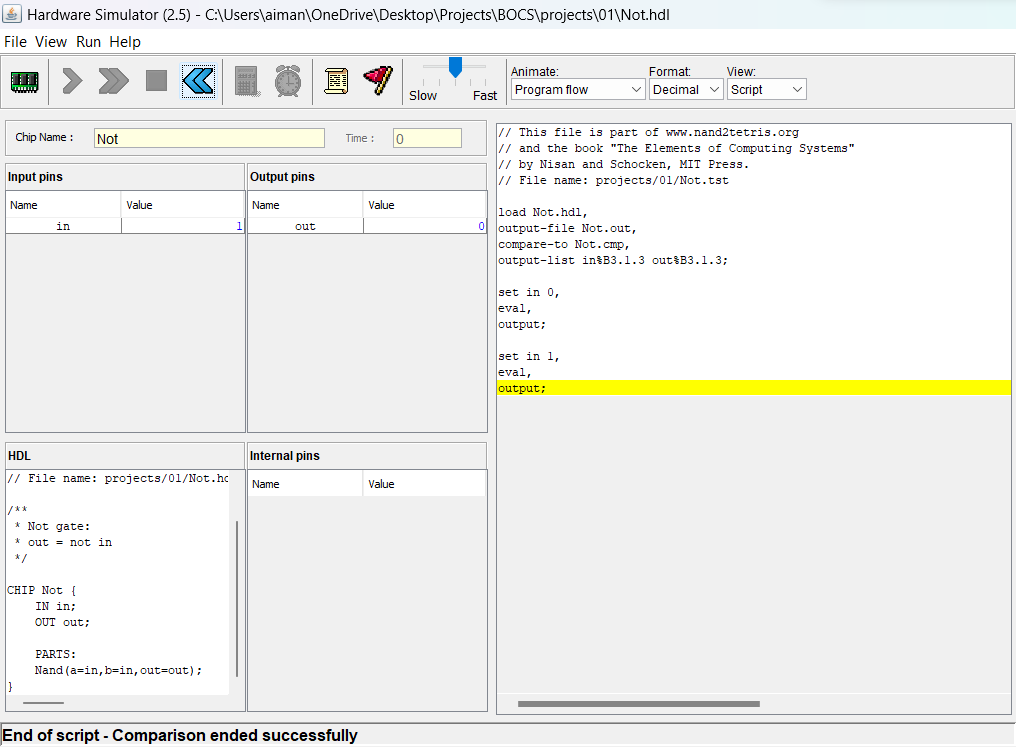 Hardware Simulator (2.5) - C:\Users\aiman\OneDrive\Desktop\Projects\BOCS\projects\01\Not.hdl
File View Run Help
Slow Fast
Animate: Format: View:
Program flow Decimal Script
Chip Name : Not Time : 0
Input pins
Name Value
in 1
Output pins
Name Value
out 0
HDL
// File name: projects/01/Not.hd
/**
 * Not gate:
 * out = not in
 */
CHIP Not {
    IN in;
    OUT out;
    PARTS:
    Nand(a=in,b=in,out=out);
}
Internal pins
Name Value
// This file is part of www.nand2tetris.org
// and the book "The Elements of Computing Systems"
// by Nisan and Schocken, MIT Press.
// File name: projects/01/Not.tst
load Not.hdl,
output-file Not.out,
compare-to Not.cmp,
output-list in%B3.1.3 out%B3.1.3;
set in 0,
eval,
output;
set in 1,
eval,
output;
End of script - Comparison ended successfully